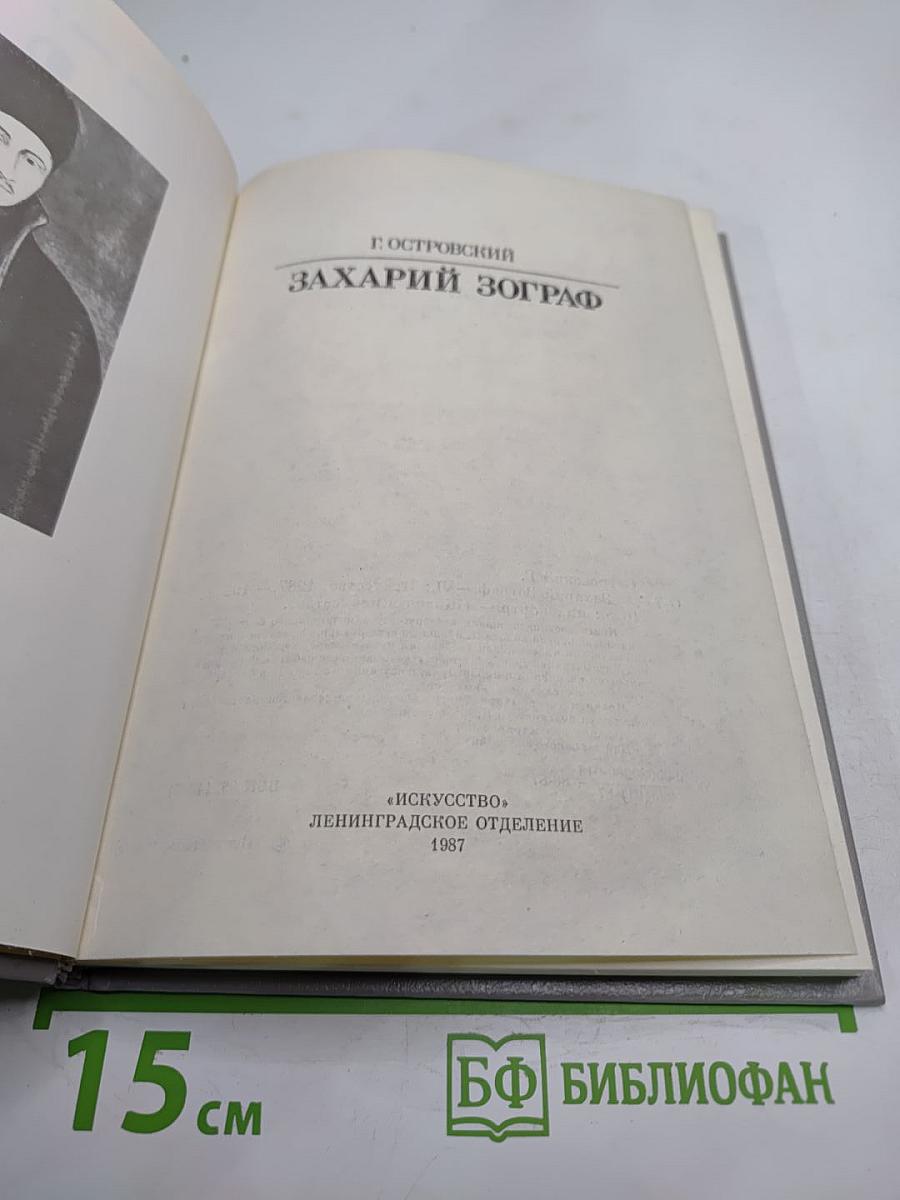 Г. ОСТРОВСКИЙ
ЗАХАРИЙ ЗОГРАФ
«ИСКУССТВО»
ЛЕНИНГРАДСКОЕ ОТДЕЛЕНИЕ
1987
15 см
БФ БИБЛИОФАН